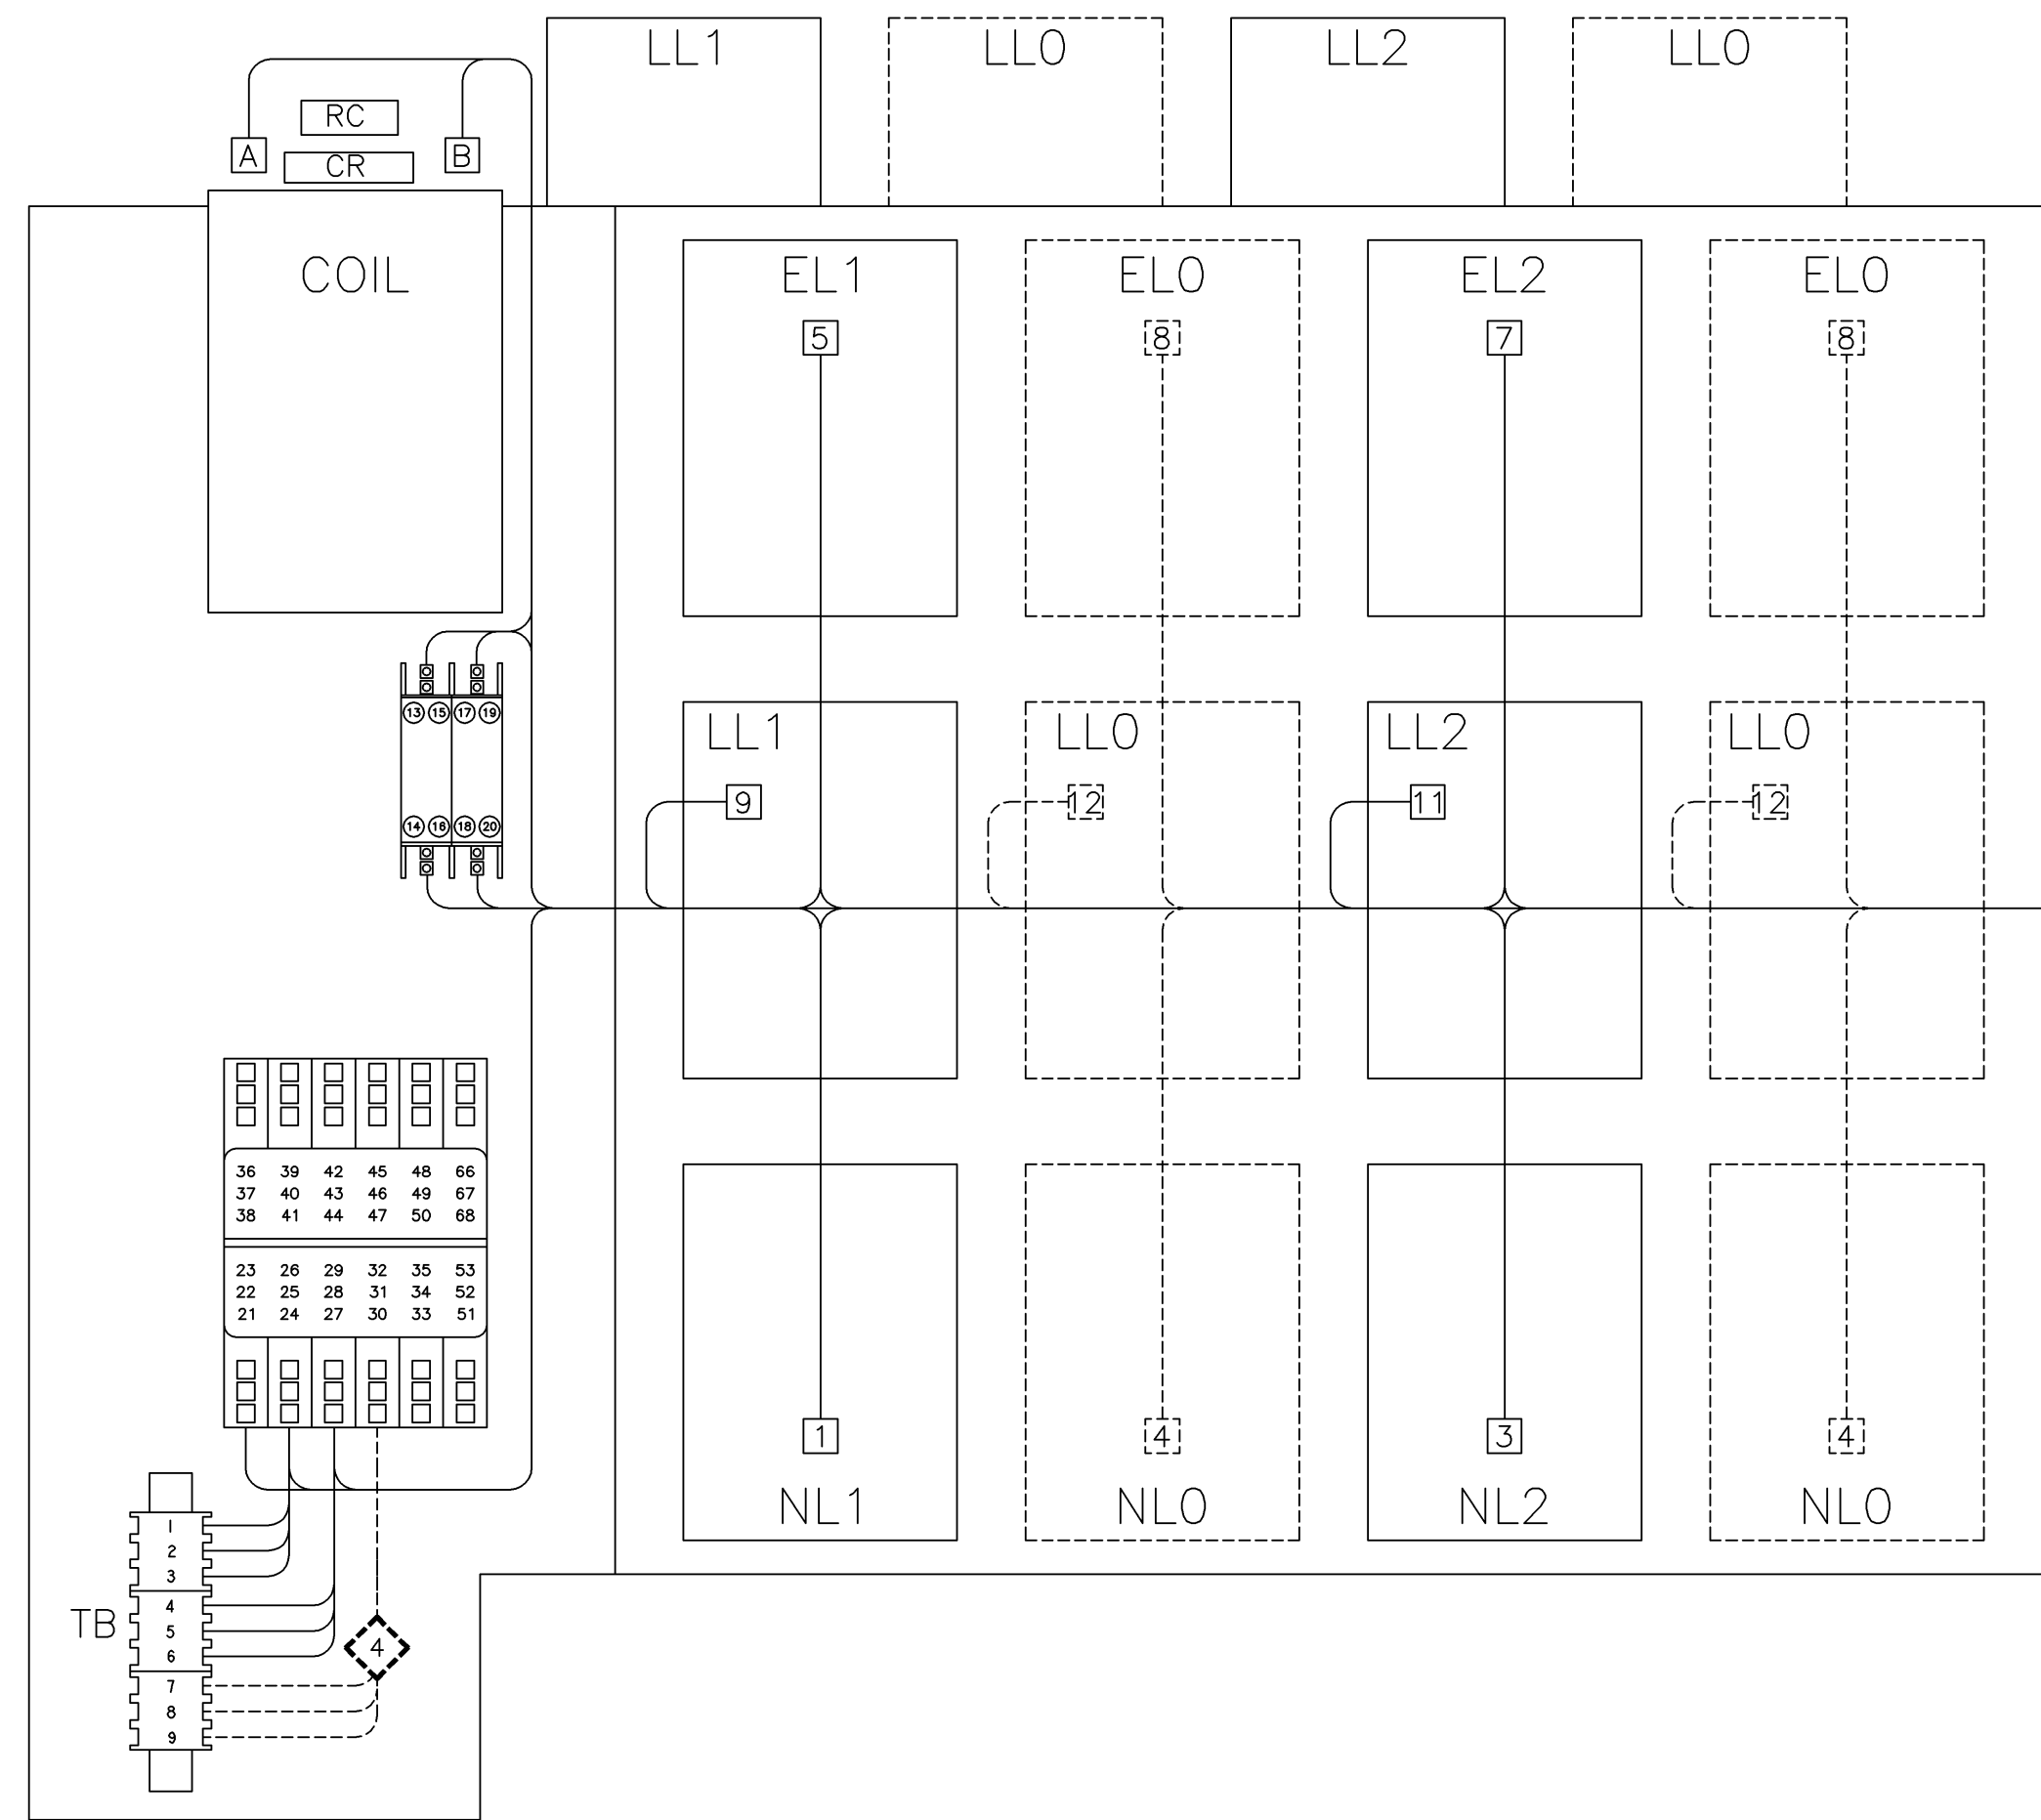 LL1 LL0 LL2 LL0
RC
A B
CR
COIL
EL1 EL0 EL2 EL0
5 8 7 8
13 15 17 19
LL1 LL0 LL2 LL0
9 12 11 12
14 16 18 20
36 39 42 45 48 66
37 40 43 46 49 67
38 41 44 47 50 68
23 26 29 32 35 53
22 25 28 31 34 52
21 24 27 30 33 51
1 4 3 4
NL1 NL0 NL2 NL0
1
2
3
4
5
6
7
8
9
TB
4